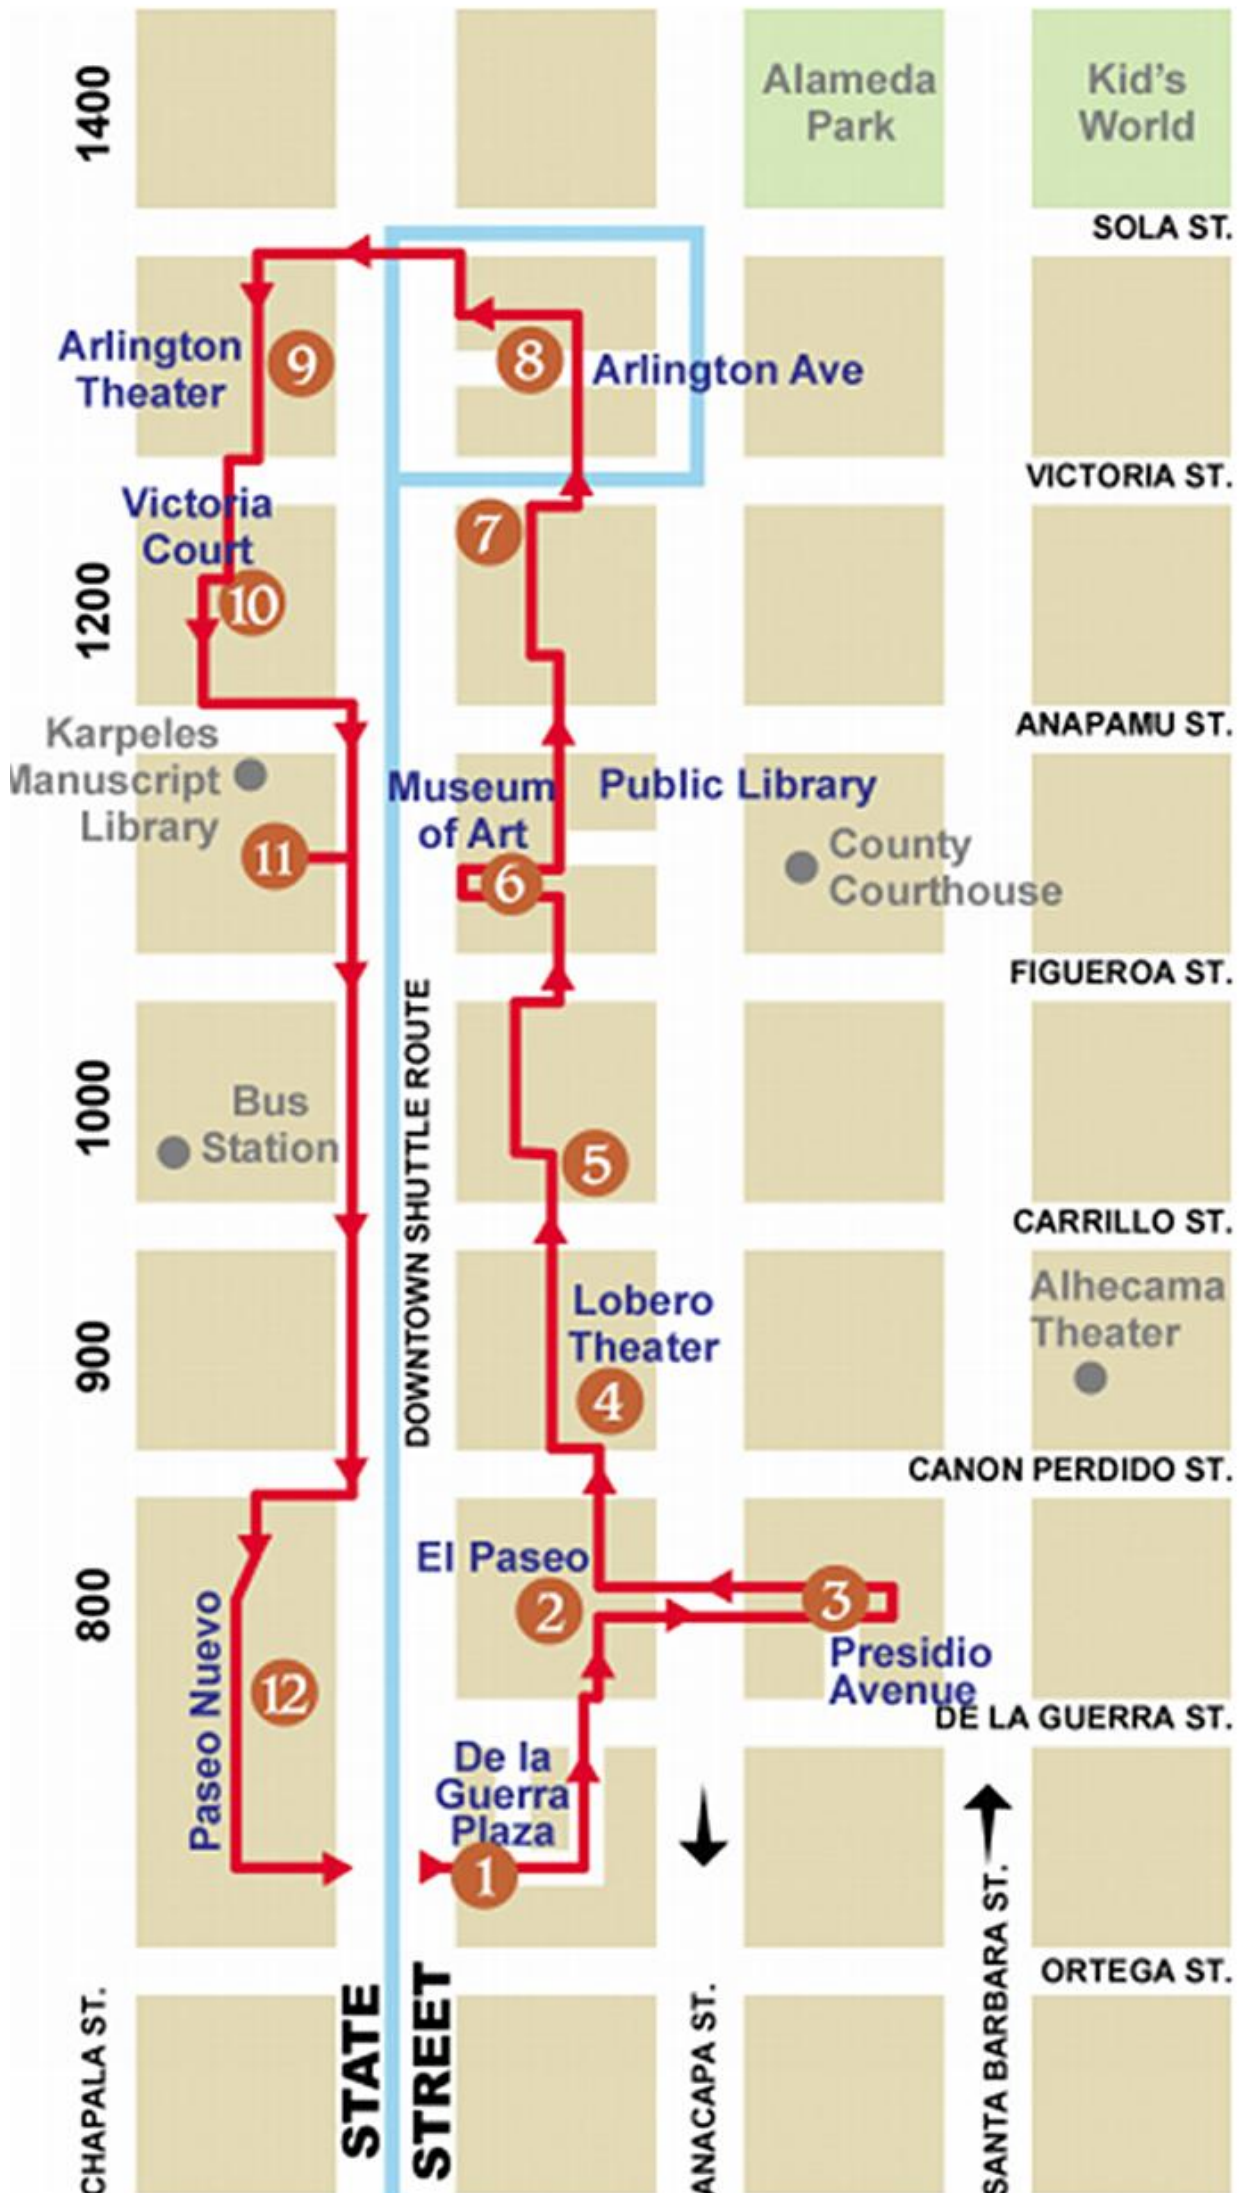 1400
Alameda
Park
Kid's
World
SOLA ST.
Arlington
Theater
9
8
Arlington Ave
VICTORIA ST.
Victoria
Court
7
1200
10
Karpeles
Manuscript
Library
ANAPAMU ST.
Museum
of Art
Public Library
11
6
County
Courthouse
FIGUEROA ST.
DOWNTOWN SHUTTLE ROUTE
1000
Bus
Station
5
CARRILLO ST.
900
Lobero
Theater
4
Alhecama
Theater
CANON PERDIDO ST.
800
El Paseo
2
3
Presidio
Avenue
Paseo Nuevo
12
DE LA GUERRA ST.
De la
Guerra
Plaza
1
ORTEGA ST.
CHAPALA ST.
STATE
STREET
ANACAPA ST.
SANTA BARBARA ST.